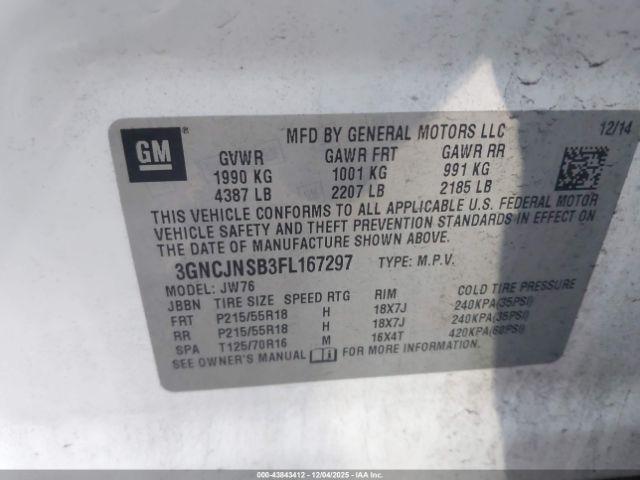 GM
®
MFD BY GENERAL MOTORS LLC 12/14
GVWR GAWR FRT GAWR RR
1990 KG 1001 KG 991 KG
4387 LB 2207 LB 2185 LB
THIS VEHICLE CONFORMS TO ALL APPLICABLE U.S. FEDERAL MOTOR
VEHICLE SAFETY AND THEFT PREVENTION STANDARDS IN EFFECT ON
THE DATE OF MANUFACTURE SHOWN ABOVE.
3GNCJNSB3FL167297 TYPE: M.P.V.
MODEL: JW76
JBBN TIRE SIZE SPEED RTG RIM COLD TIRE PRESSURE
FRT P215/55R18 H 18X7J 240KPA(35PSI)
RR P215/55R18 H 18X7J 240KPA(35PSI)
SPA T125/70R16 M 16X4T 420KPA(60PSI)
SEE OWNER'S MANUAL FOR MORE INFORMATION.
000-43843412 - 12/04/2025 - IAAI.COM